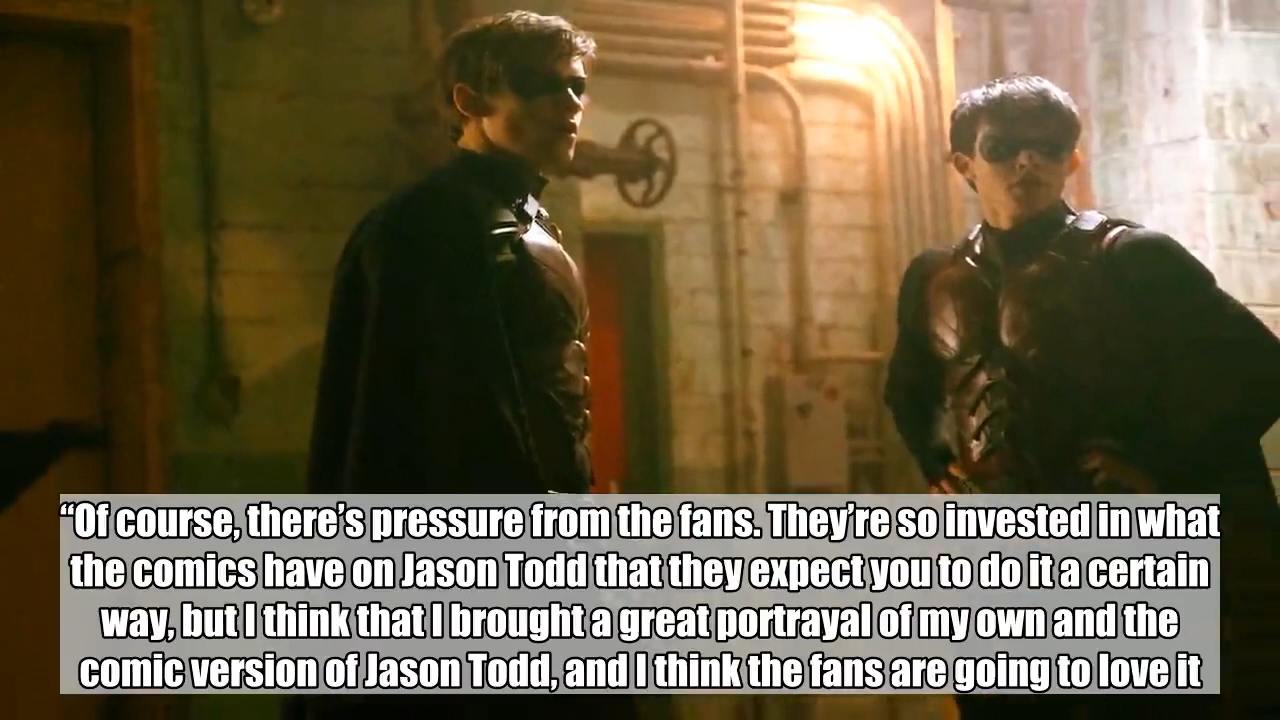 “Of course, there’s pressure from the fans. They’re so invested in what
the comics have on Jason Todd that they expect you to do it a certain
way, but I think that I brought a great portrayal of my own and the
comic version of Jason Todd, and I think the fans are going to love it